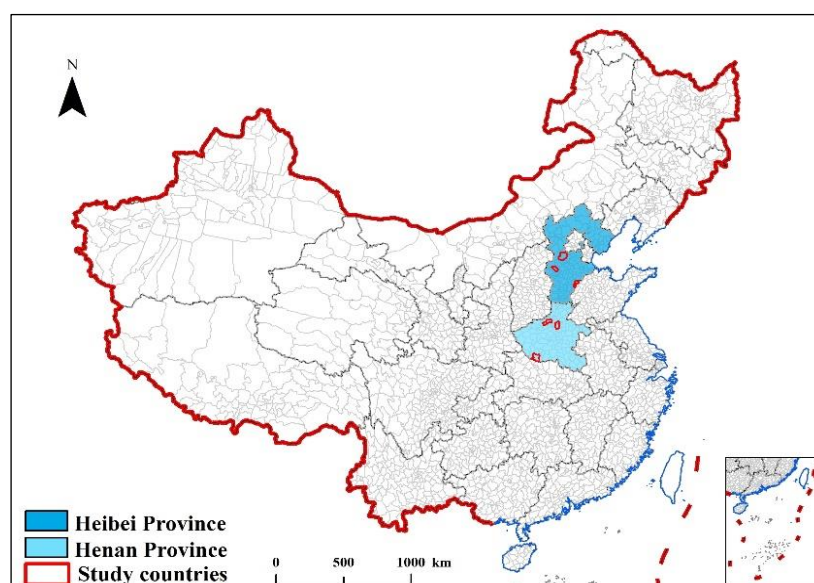 N
Heibei Province
Henan Province
Study countries
0 500 1000 km